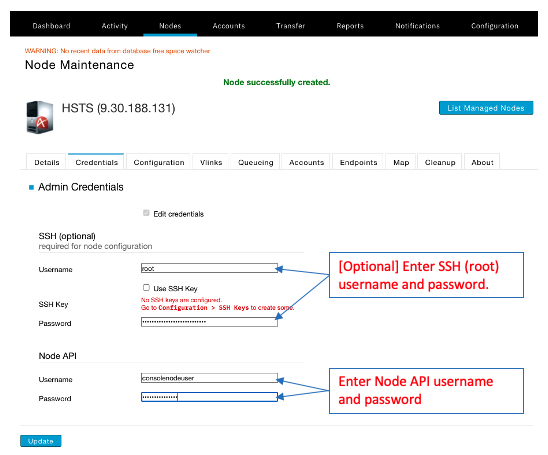 Dashboard Activity Nodes Accounts Transfer Reports Notifications Configuration
WARNING: No recent data from database free space watcher
Node Maintenance
Node successfully created.
HSTS (9.30.188.131)
List Managed Nodes
Details Credentials Configuration Vlinks Queueing Accounts Endpoints Map Cleanup About
Admin Credentials
Edit credentials
SSH (optional)
required for node configuration
Username root
Use SSH Key
SSH Key
No SSH keys are configured.
Go to Configuration > SSH Keys to create some.
Password
[Optional] Enter SSH (root)
username and password.
Node API
Username consolenodeuser
Password
Enter Node API username
and password
Update